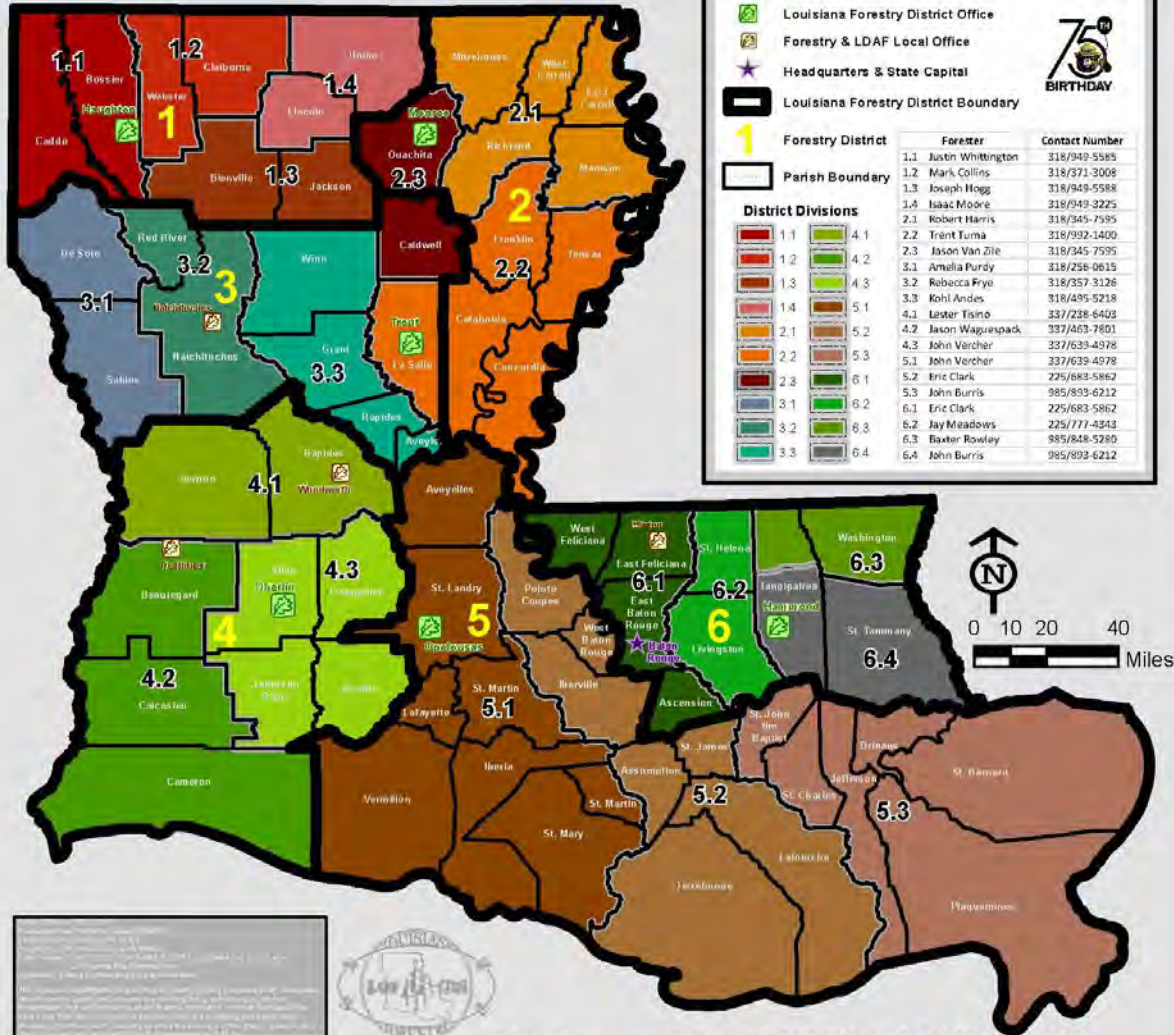 Louisiana Forestry District Office
Forestry & LDAF Local Office
Headquarters & State Capital
Louisiana Forestry District Boundary
1 Forestry District
Parish Boundary
75TH
BIRTHDAY
District Divisions
1.1 4.1
1.2 4.2
1.3 4.3
1.4 5.1
2.1 5.2
2.2 5.3
2.3 6.1
3.1 6.2
3.2 6.3
3.3 6.4
Forester Contact Number
1.1 Justin Whittington 318/949-5585
1.2 Mark Collins 318/371-3008
1.3 Joseph Hogg 318/949-5588
1.4 Isaac Moore 318/949-3225
2.1 Robert Harris 318/345-7595
2.2 Trent Tuma 318/992-1400
2.3 Jason Van Zile 318/345-7595
3.1 Amelia Purdy 318/256-0615
3.2 Rebecca Frye 318/357-3126
3.3 Kohl Andes 318/495-5218
4.1 Lester Tisino 337/238-6403
4.2 Jason Waguespack 337/463-7801
4.3 John Vercher 337/639-4978
5.1 John Vercher 337/639-4978
5.2 Eric Clark 225/683-5862
5.3 John Burris 985/893-6212
6.1 Eric Clark 225/683-5862
6.2 Jay Meadows 225/777-4343
6.3 Baxter Rowley 985/848-5280
6.4 John Burris 985/893-6212
1.1
Bossier
Haughton
Caddo
1.2
Claiborne
Webster
1
1.4
Union
Lincoln
Bienville
1.3
Jackson
Monroe
Ouachita
2.3
Caldwell
Morehouse
West Carroll
East Carroll
2.1
Richland
Madison
2
Franklin
2.2
Tensas
Catahoula
Concordia
De Soto
3.1
Sabine
Red River
3.2
3
Natchitoches
Natchitoches
Winn
Grant
3.3
Rapides
Trout
La Salle
Vernon
4.1
Rapides
Woodworth
Beauregard
Allen
Oberlin
4.3
Evangeline
4
4.2
Calcasieu
Jefferson Davis
Acadia
Cameron
Avoyelles
St. Landry
5
Opelousas
Pointe Coupee
West Baton Rouge
Iberville
Lafayette
St. Martin
5.1
Iberia
St. Martin
Vermilion
St. Mary
West Feliciana
East Feliciana
6.1
East Baton Rouge
Baton Rouge
Ascension
St. Helena
6.2
6
Livingston
Washington
6.3
Tangipahoa
Hammond
St. Tammany
6.4
Assumption
St. James
5.2
Terrebonne
Lafourche
St. John the Baptist
St. Charles
Jefferson
Orleans
5.3
St. Bernard
Plaquemines
N
0 10 20 40
Miles